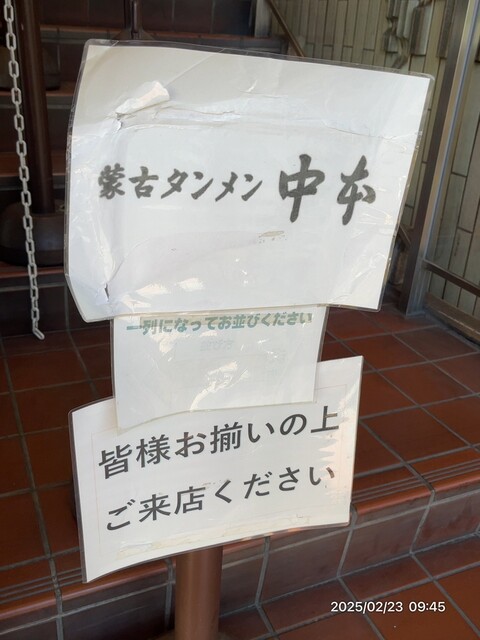 蒙古タンメン 中本
一列になってお並びください
皆様お揃いの上
ご来店ください
2025/02/23 09:45